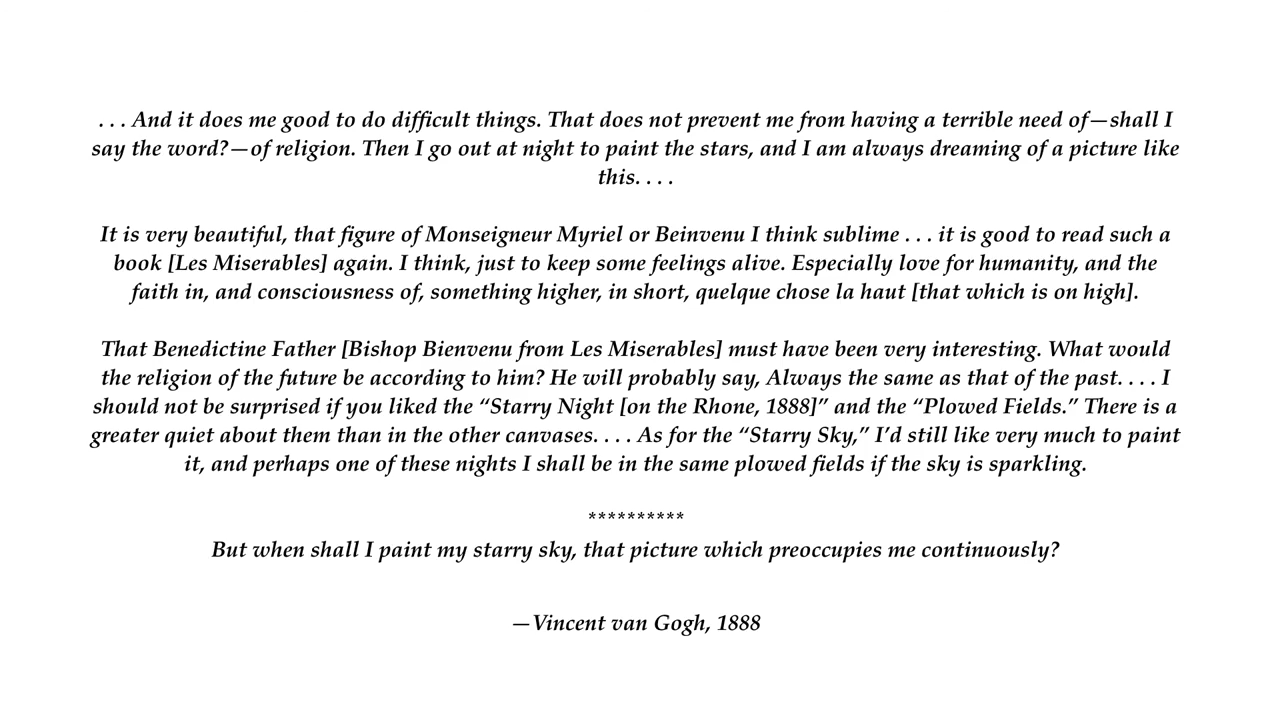 . . . And it does me good to do difficult things. That does not prevent me from having a terrible need of—shall I
say the word?—of religion. Then I go out at night to paint the stars, and I am always dreaming of a picture like
this. . . .
It is very beautiful, that figure of Monseigneur Myriel or Beinvenu I think sublime . . . it is good to read such a
book [Les Miserables] again. I think, just to keep some feelings alive. Especially love for humanity, and the
faith in, and consciousness of, something higher, in short, quelque chose la haut [that which is on high].
That Benedictine Father [Bishop Bienvenu from Les Miserables] must have been very interesting. What would
the religion of the future be according to him? He will probably say, Always the same as that of the past. . . . I
should not be surprised if you liked the “Starry Night [on the Rhone, 1888]” and the “Plowed Fields.” There is a
greater quiet about them than in the other canvases. . . . As for the “Starry Sky,” I’d still like very much to paint
it, and perhaps one of these nights I shall be in the same plowed fields if the sky is sparkling.
**********
But when shall I paint my starry sky, that picture which preoccupies me continuously?
—Vincent van Gogh, 1888